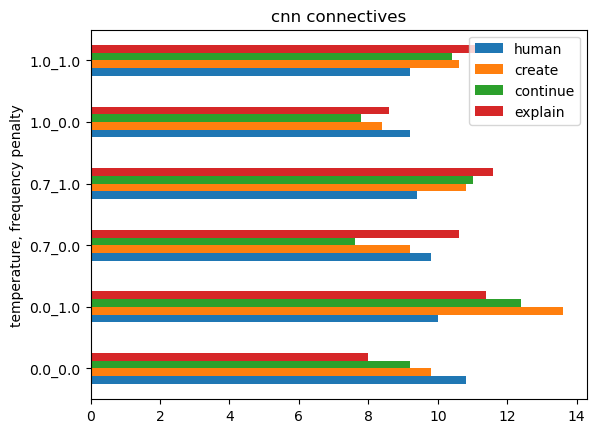 cnn connectives
human
create
continue
explain
temperature, frequency penalty
1.0_1.0
1.0_0.0
0.7_1.0
0.7_0.0
0.0_1.0
0.0_0.0
0 2 4 6 8 10 12 14